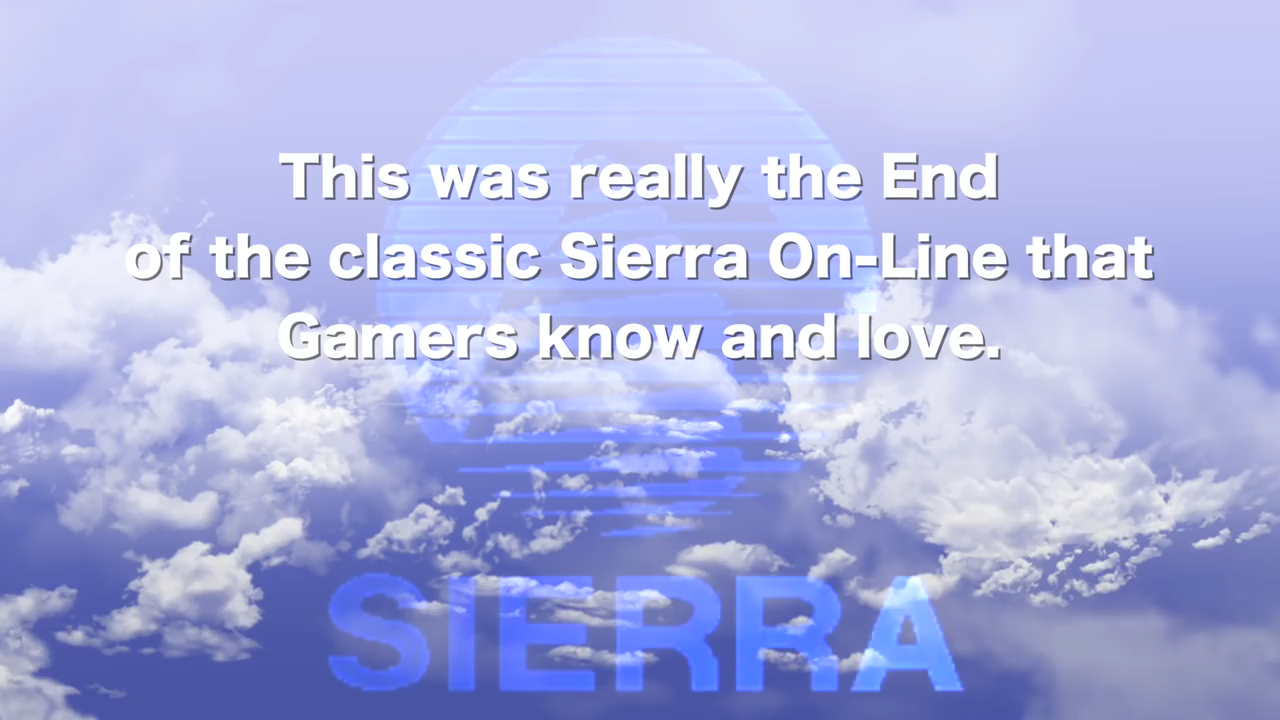 This was really the End
of the classic Sierra On-Line that
Gamers know and love.
SIERRA